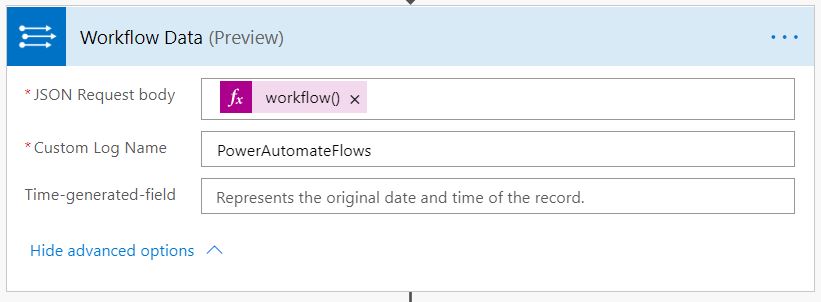 Workflow Data (Preview)
* JSON Request body
fx workflow() ×
* Custom Log Name
PowerAutomateFlows
Time-generated-field
Represents the original date and time of the record.
Hide advanced options